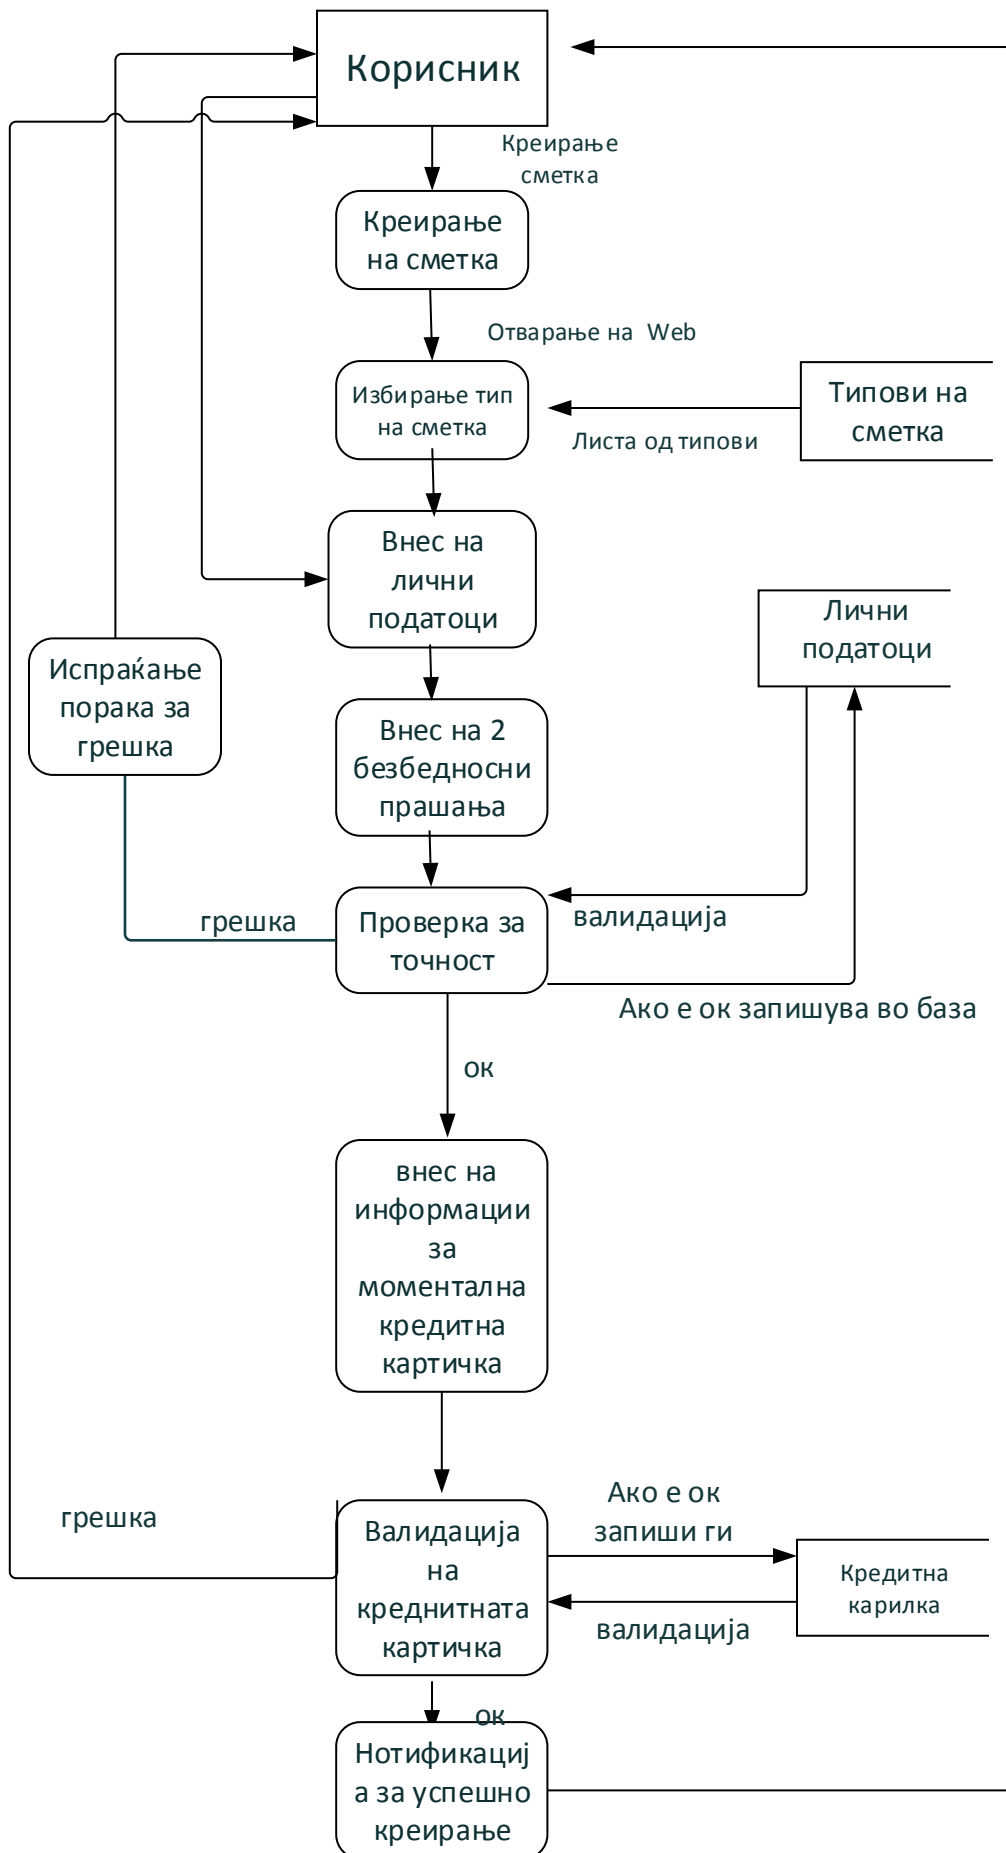 Корисник
Креирање
сметка
Креирање
на сметка
Отварање на Web
Избирање тип
на сметка
Типови на
сметка
Листа од типови
Внес на
лични
податоци
Лични
податоци
Испраќање
порака за
грешка
Внес на 2
безбедносни
прашања
грешка
Проверка за
точност
валидација
Ако е ок запишува во база
ок
внес на
информации
за
моментална
кредитна
картичка
грешка
Валидација
на
креднитната
картичка
Ако е ок
запиши ги
Кредитна
карилка
валидација
ок
Нотификациј
а за успешно
креирање